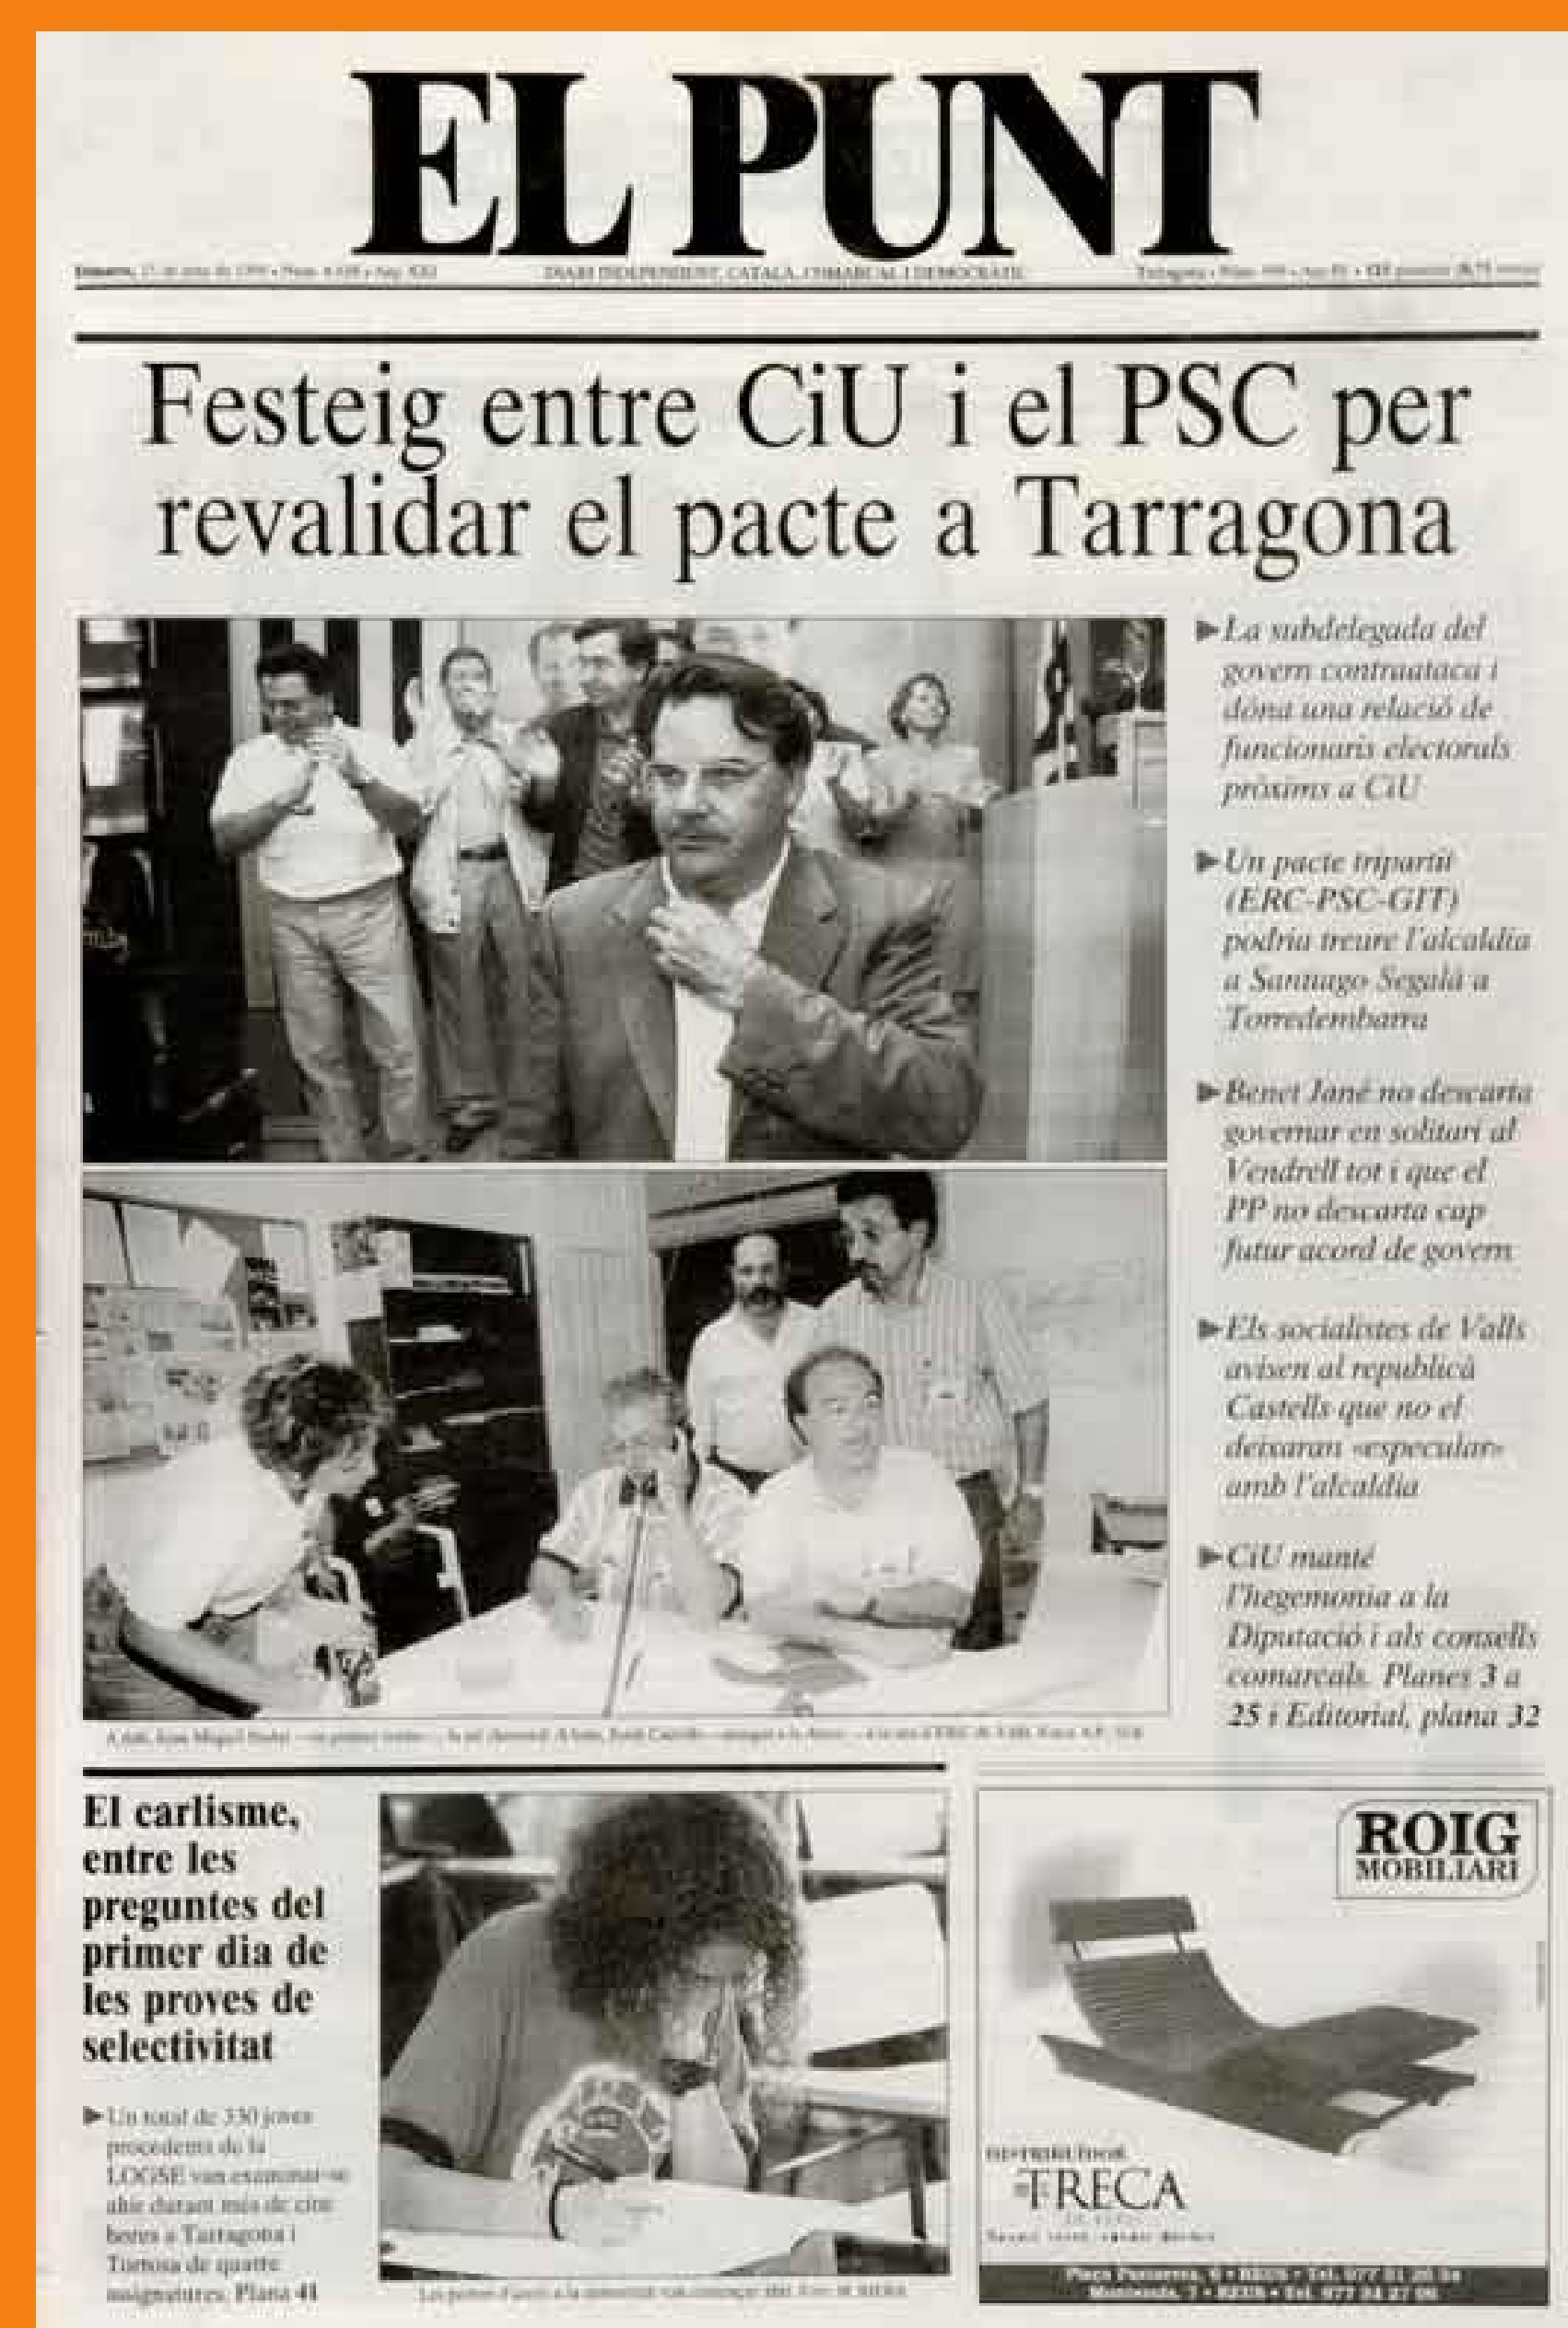 EL PUNT
DIARI INDEPENDENT, CATALÀ, COMARCAL I DEMOCRÀTIC
Festeig entre CiU i el PSC per
revalidar el pacte a Tarragona
La subdelegada del
govern contraataca i
dóna una relació de
funcionaris electorals
pròxims a CiU
Un pacte tripartit
(ERC-PSC-GIT)
podria treure l'alcaldia
a Santiago Segalà a
Torredembarra
Benet Jané no descarta
governar en solitari al
Vendrell tot i que el
PP no descarta cap
futur acord de govern
Els socialistes de Valls
avisen al republicà
Castells que no el
deixaran «especular»
amb l'alcaldia
CiU manté
l'hegemonia a la
Diputació i als consells
comarcals. Planes 3 a
25 i Editorial, plana 32
El carlisme,
entre les
preguntes del
primer dia de
les proves de
selectivitat
Un total de 330 joves
procedents de la
LOGSE van examinar-se
ahir durant més de cinc
hores a Tarragona i
Tortosa de quatre
assignatures. Plana 41
ROIG
MOBILIARI
DISTRIBUÏDOR
TRECA